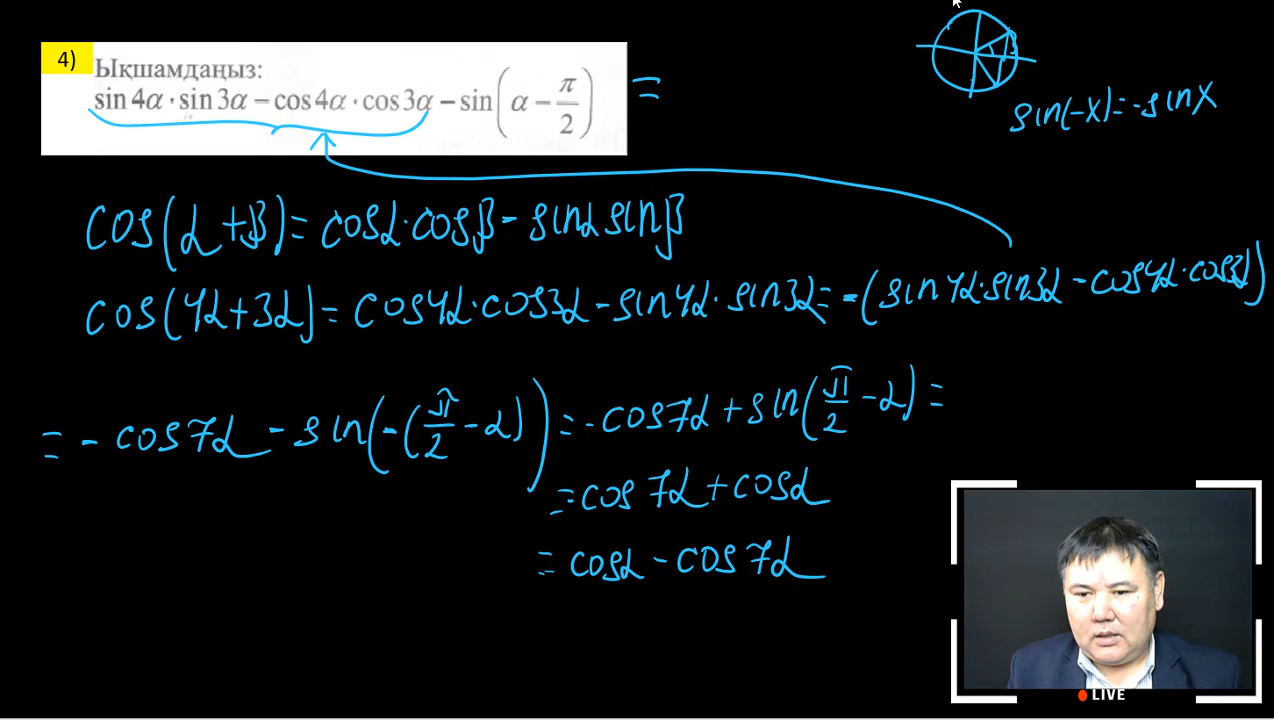 4)
Ықшамдаңыз:
sin 4α · sin 3α − cos 4α · cos 3α − sin(α − π/2) =
sin(-x)=-sinx
cos(α+β)= cosα·cosβ - sinα sinβ
cos(4α+3α)= cos4α·cos3α - sin4α·sin3α= -(sin4α·sin3α - cos4α·cos3α)
= - cos7α - sin(-(π/2 - α)) = -cos7α + sin(π/2 - α) =
=cos7α+cosα
= cosα - cos7α
LIVE